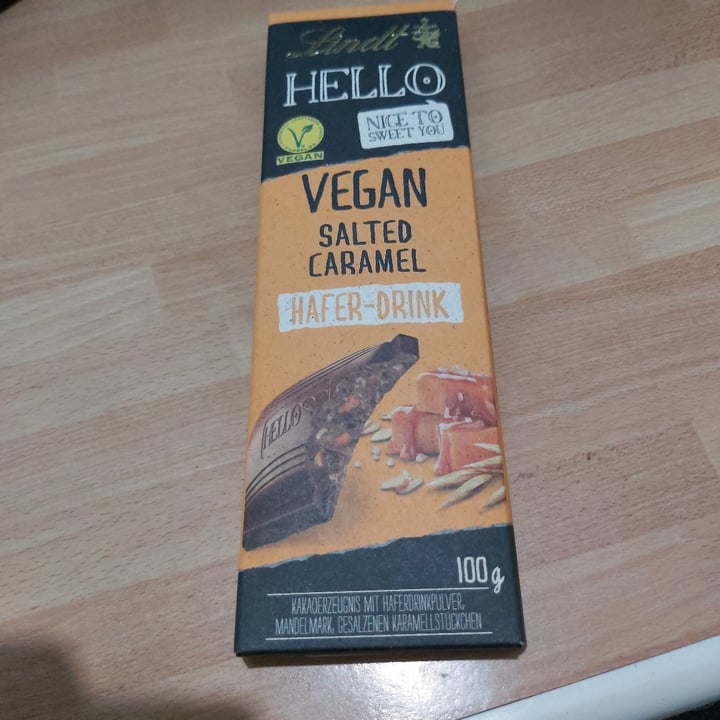 Lindt
HELLO
NICE TO
SWEET YOU
VEGAN
VEGAN
SALTED
CARAMEL
HAFER-DRINK
HELLO
100g
KAKAOERZEUGNIS MIT HAFERDRINKPULVER,
MANDELMARK, GESALZENEN KARAMELLSTÜCKCHEN